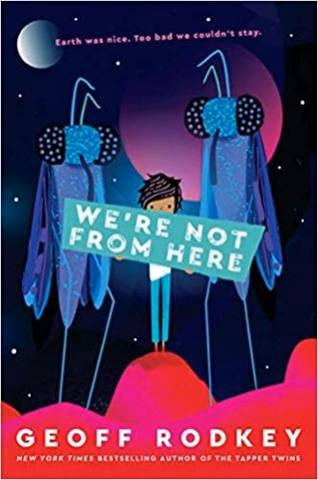 Earth was nice. Too bad we couldn't stay.
WE'RE NOT
FROM HERE
GEOFF RODKEY
NEW YORK TIMES BESTSELLING AUTHOR OF THE TAPPER TWINS